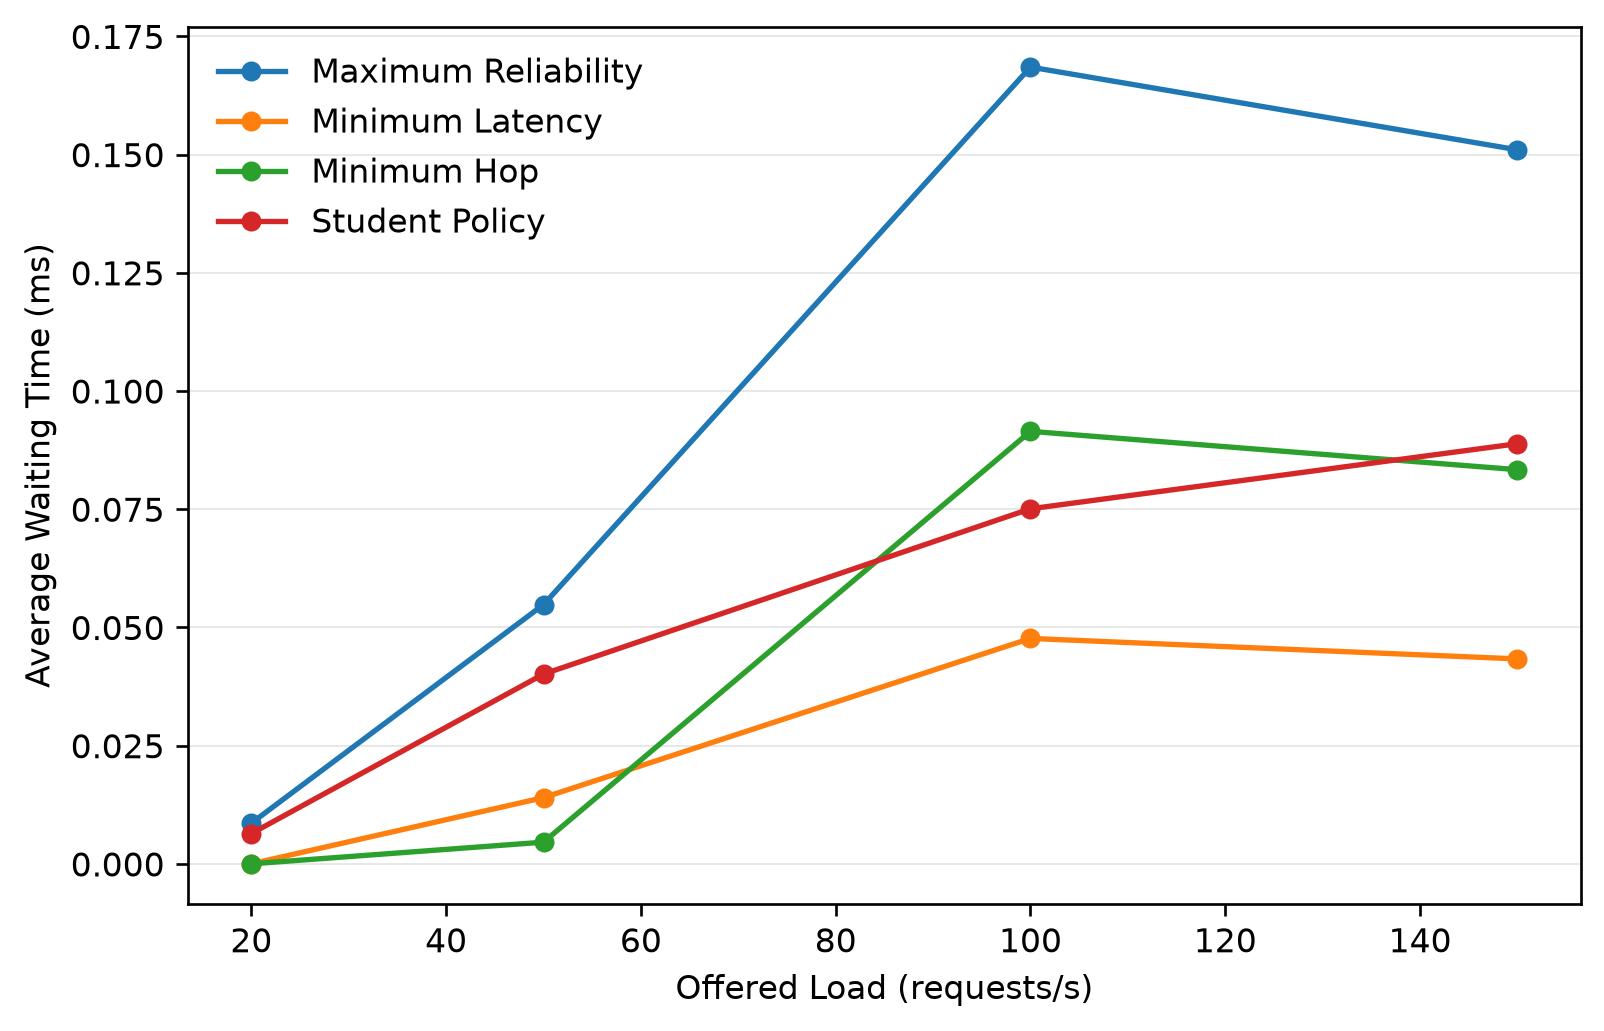 0.175
0.150
0.125
0.100
0.075
0.050
0.025
0.000
Average Waiting Time (ms)
Maximum Reliability
Minimum Latency
Minimum Hop
Student Policy
20 40 60 80 100 120 140
Offered Load (requests/s)